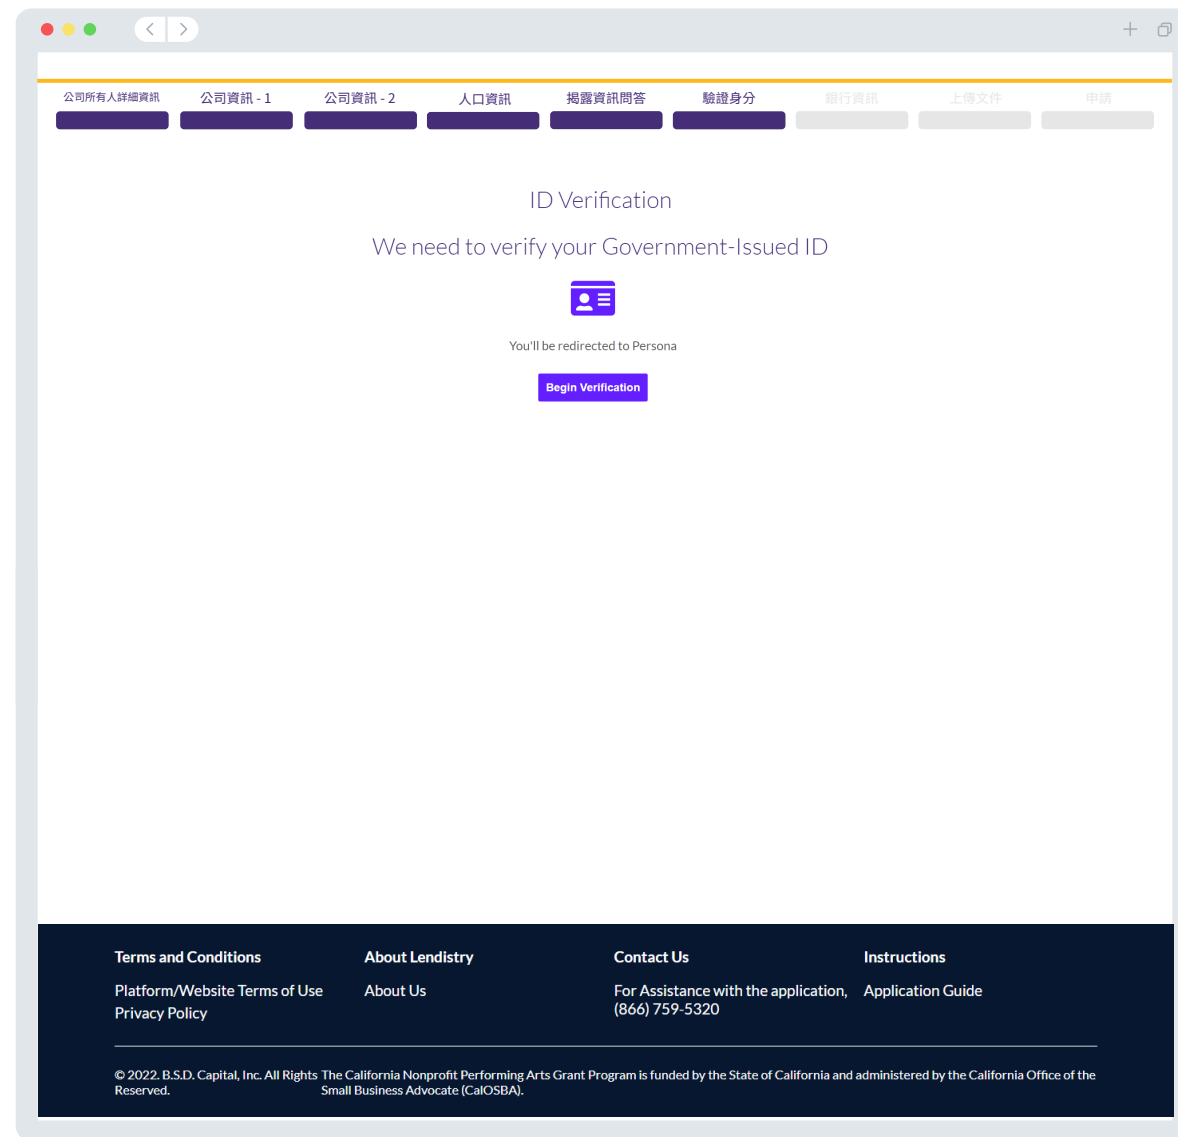 公司所有人詳細資訊
公司資訊 - 1
公司資訊 - 2
人口資訊
揭露資訊問答
驗證身分
銀行資訊
上傳文件
申請
ID Verification
We need to verify your Government-Issued ID
You'll be redirected to Persona
Begin Verification
Terms and Conditions
About Lendistry
Contact Us
Instructions
Platform/Website Terms of Use
About Us
For Assistance with the application,
Application Guide
Privacy Policy
(866) 759-5320
© 2022. B.S.D. Capital, Inc. All Rights
Reserved.
The California Nonprofit Performing Arts Grant Program is funded by the State of California and administered by the California Office of the
Small Business Advocate (CalOSBA).